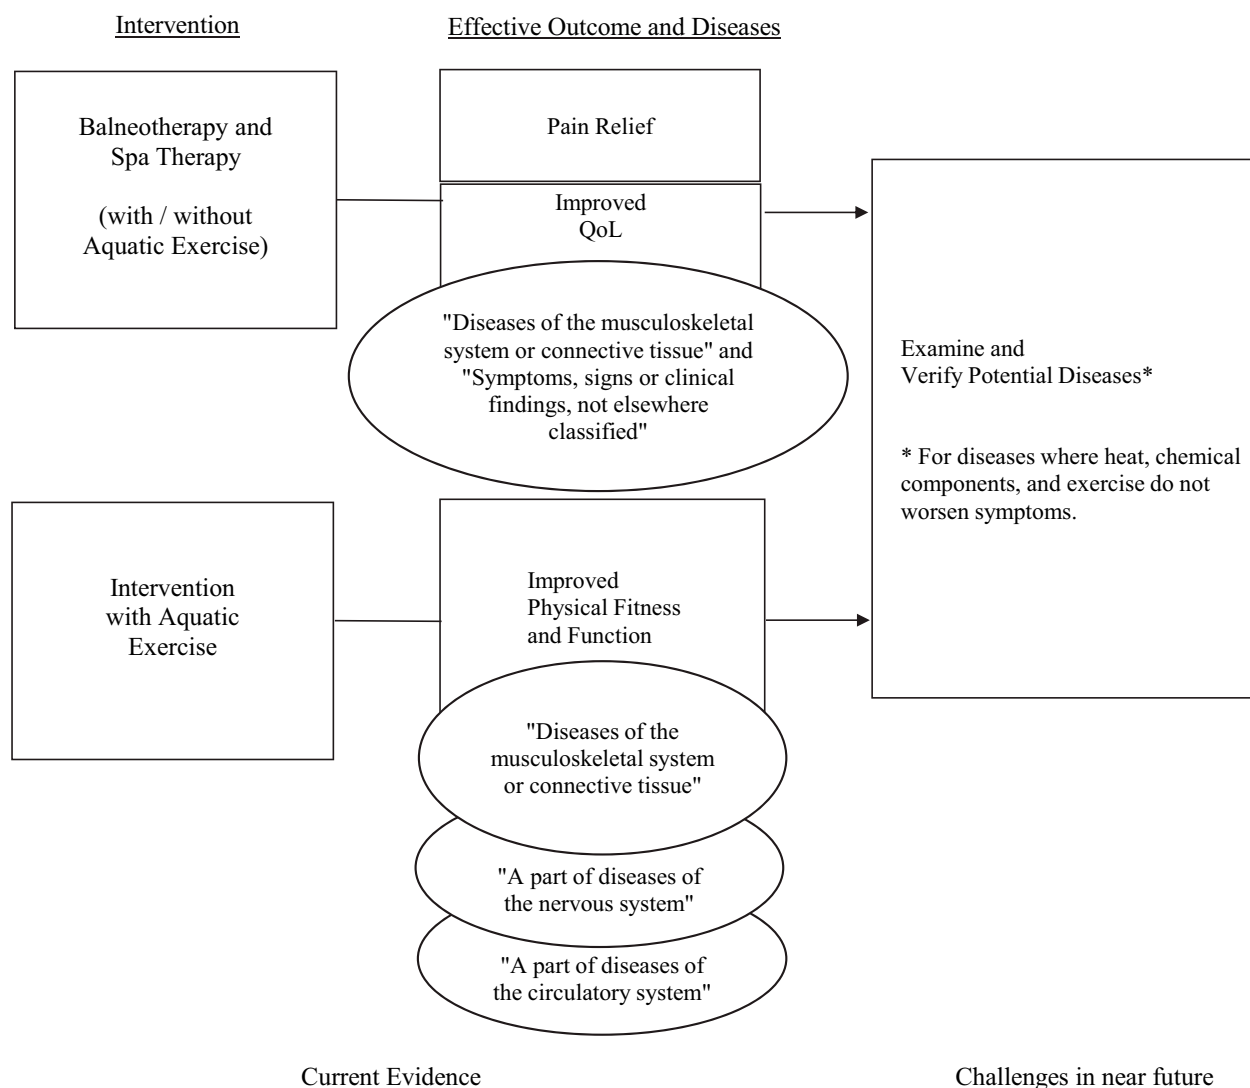 Intervention
Effective Outcome and Diseases
Balneotherapy and
Spa Therapy
(with / without
Aquatic Exercise)
Pain Relief
Improved
QoL
"Diseases of the musculoskeletal
system or connective tissue" and
"Symptoms, signs or clinical
findings, not elsewhere
classified"
Examine and
Verify Potential Diseases*
* For diseases where heat, chemical
components, and exercise do not
worsen symptoms.
Intervention
with Aquatic
Exercise
Improved
Physical Fitness
and Function
"Diseases of the
musculoskeletal system
or connective tissue"
"A part of diseases of
the nervous system"
"A part of diseases of
the circulatory system"
Current Evidence
Challenges in near future